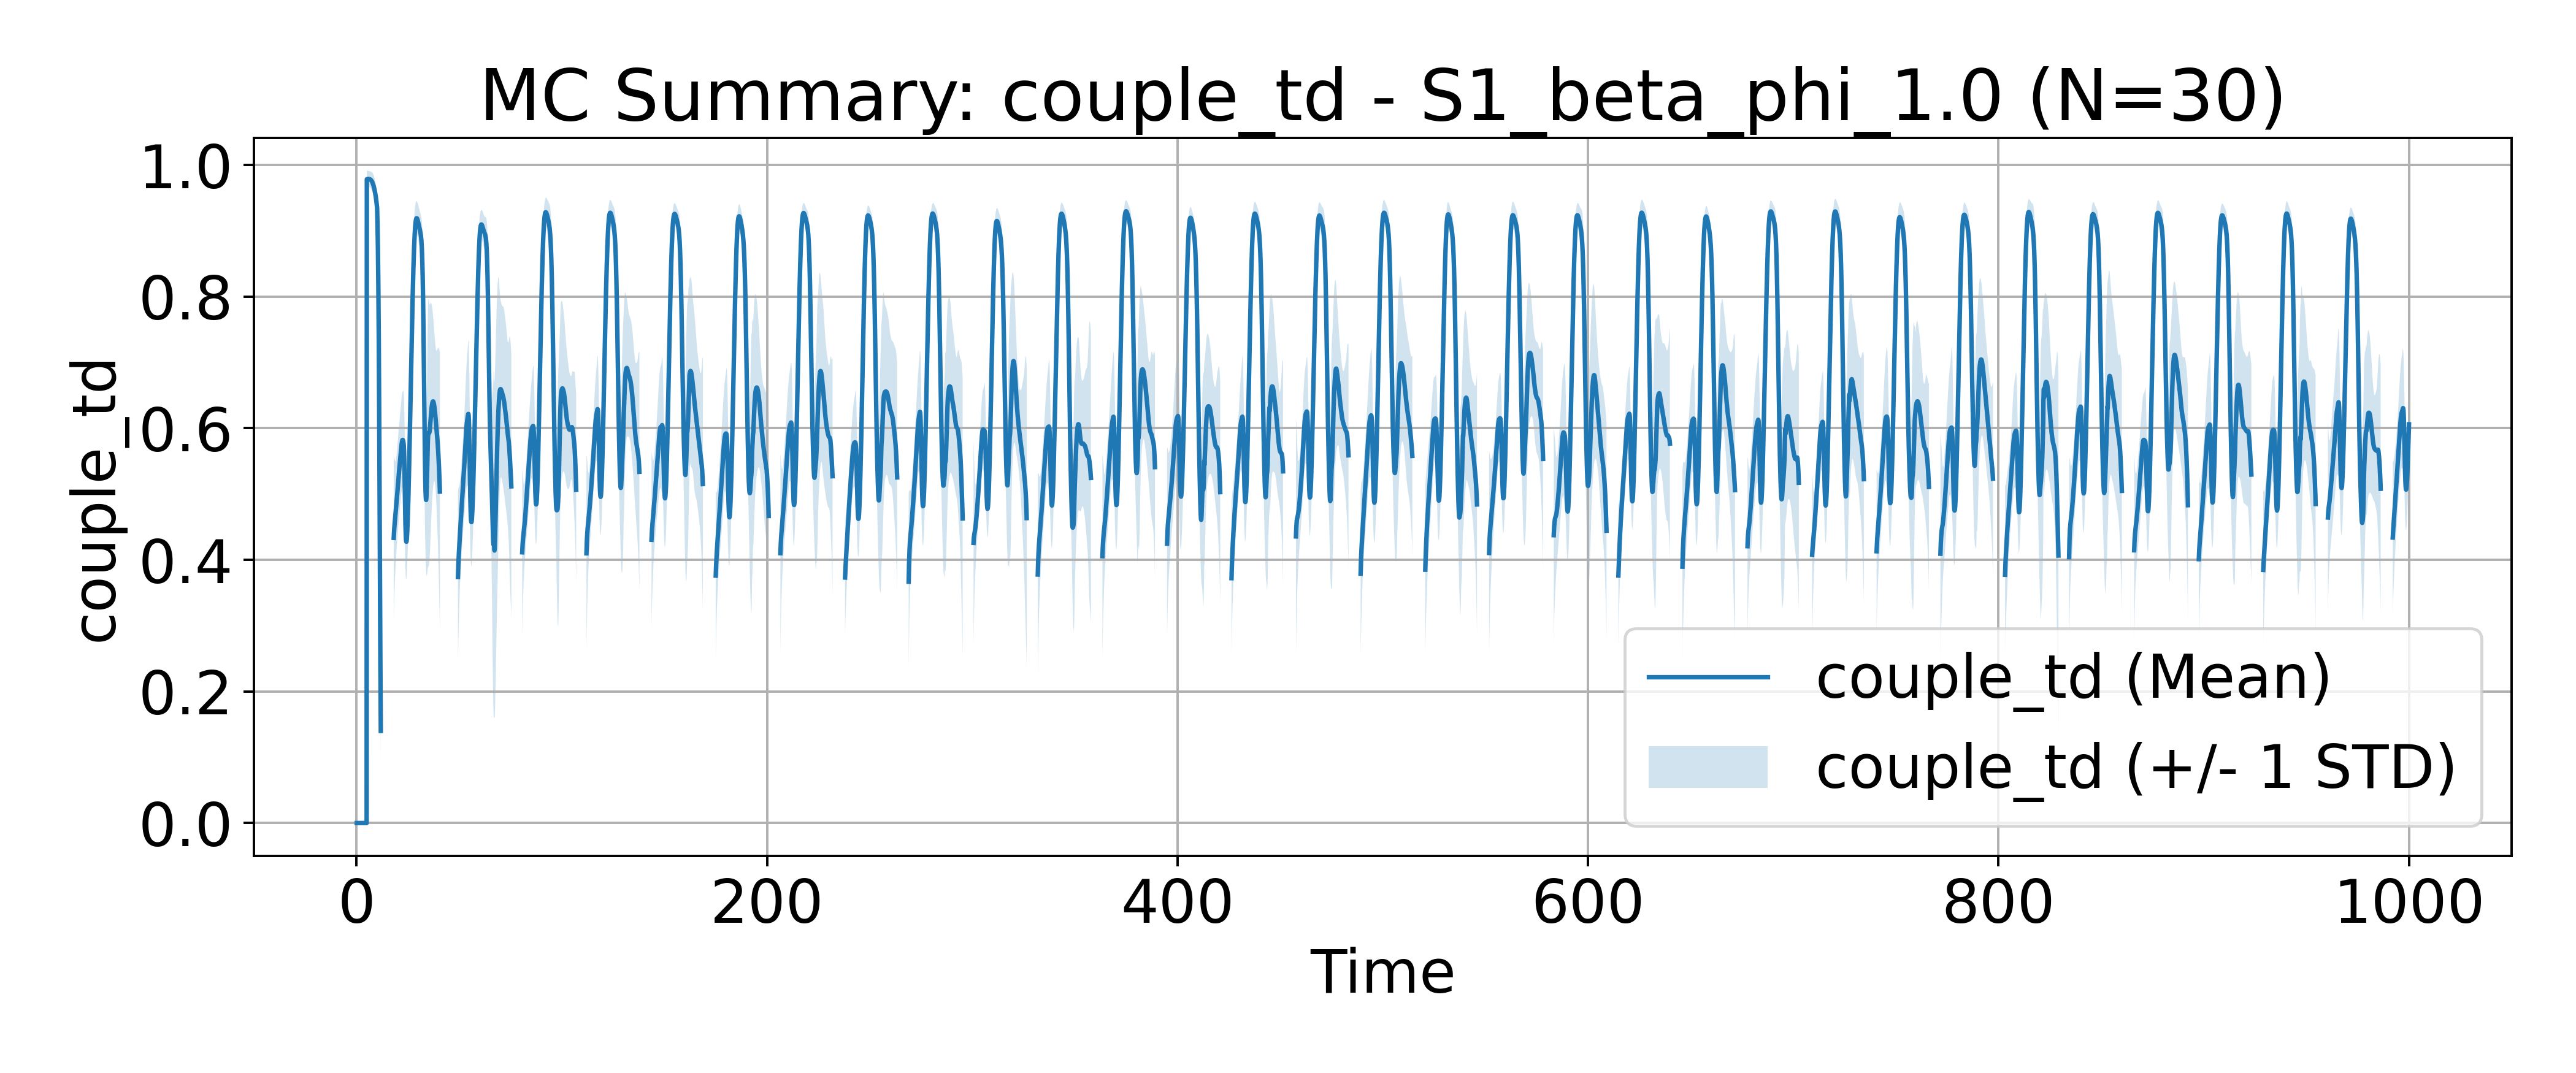 MC Summary: couple_td - S1_beta_phi_1.0 (N=30)
couple_td
1.0
0.8
0.6
0.4
0.2
0.0
couple_td (Mean)
couple_td (+/- 1 STD)
0 200 400 600 800 1000
Time